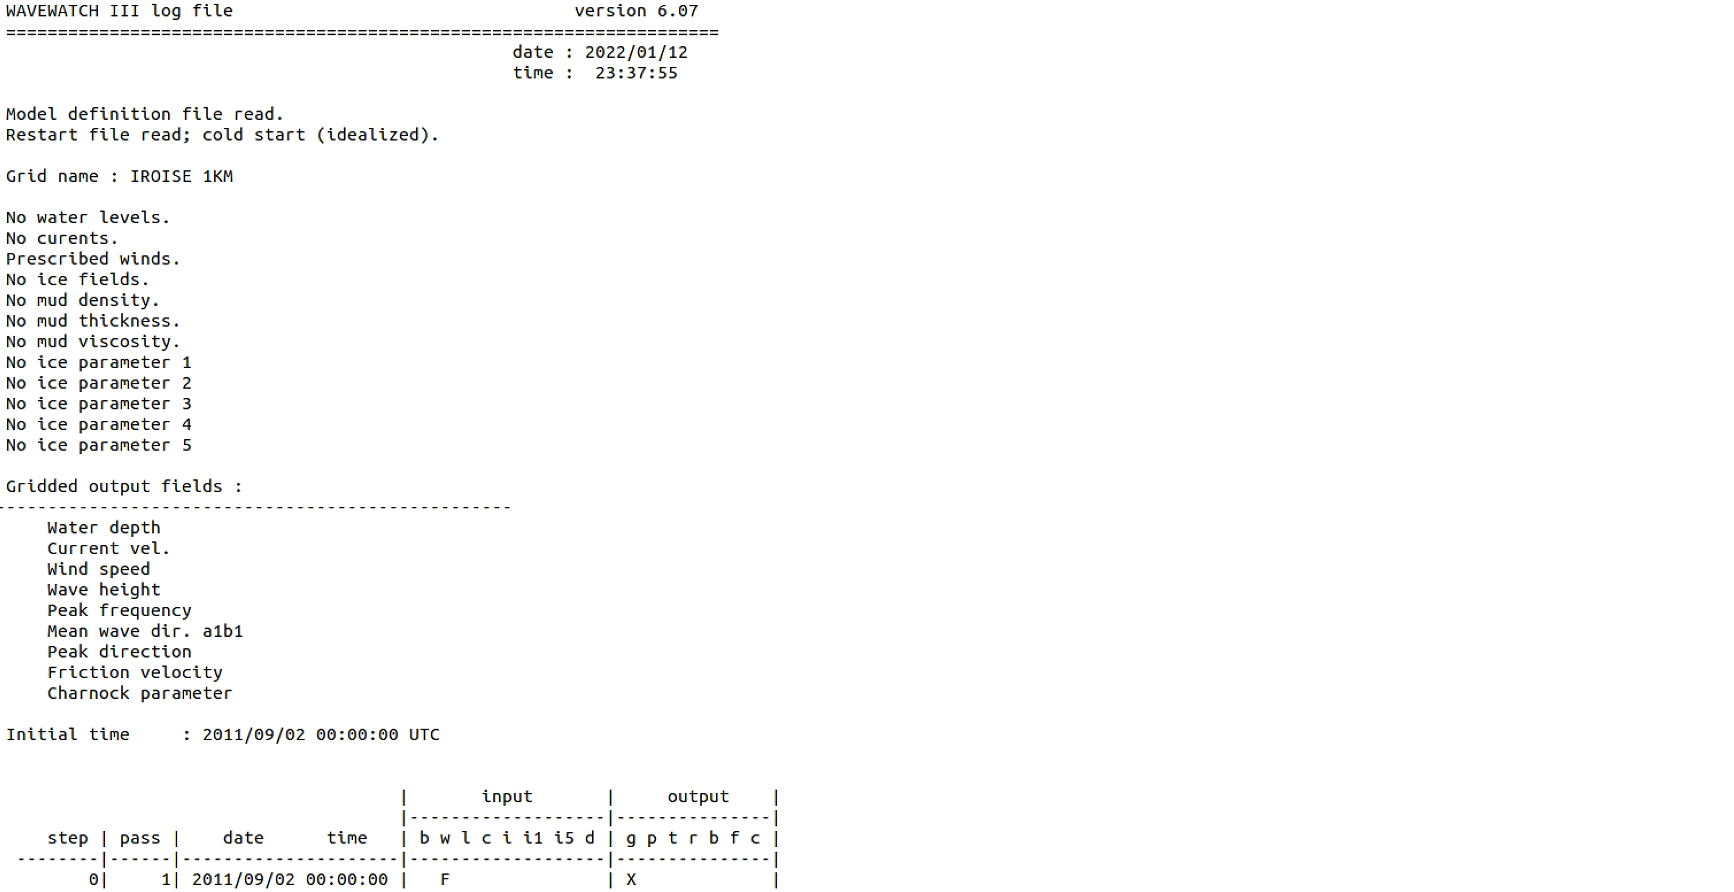 WAVEWATCH III log file                                 version 6.07
=====================================================================
                                                 date : 2022/01/12
                                                 time :  23:37:55

Model definition file read.
Restart file read; cold start (idealized).

Grid name : IROISE 1KM

No water levels.
No curents.
Prescribed winds.
No ice fields.
No mud density.
No mud thickness.
No mud viscosity.
No ice parameter 1
No ice parameter 2
No ice parameter 3
No ice parameter 4
No ice parameter 5

Gridded output fields :
--------------------------------------------------
    Water depth
    Current vel.
    Wind speed
    Wave height
    Peak frequency
    Mean wave dir. a1b1
    Peak direction
    Friction velocity
    Charnock parameter

Initial time     : 2011/09/02 00:00:00 UTC

                                      |       input       |     output    |
                                      |-------------------|---------------|
    step | pass |    date      time   | b w l c i i1 i5 d | g p t r b f c |
 --------|------|---------------------|-------------------|---------------|
        0|     1| 2011/09/02 00:00:00 |   F               | X             |